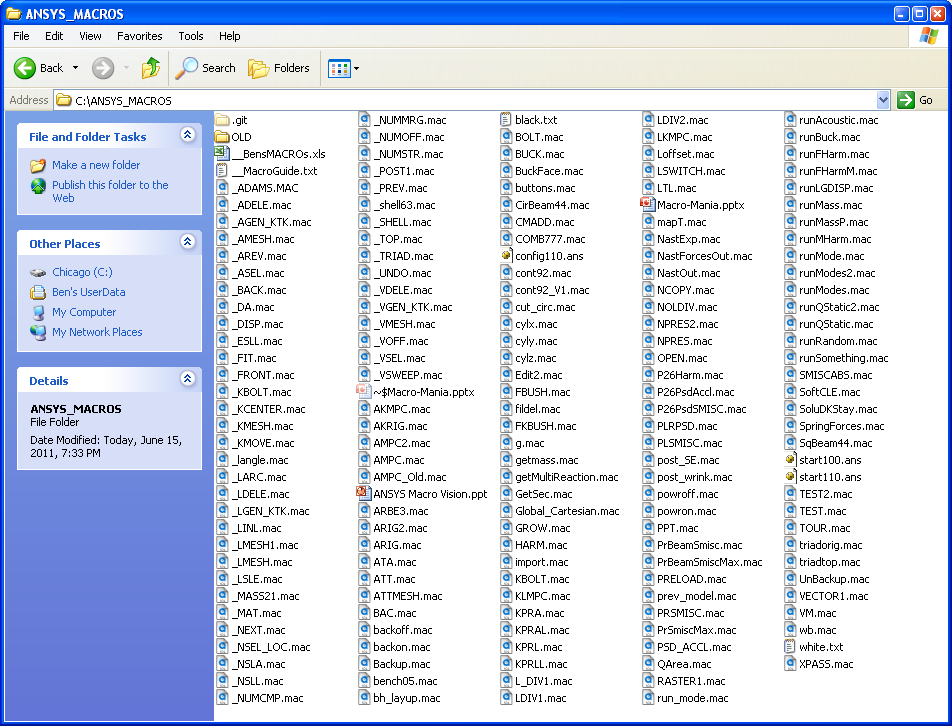 ANSYS_MACROS
File Edit View Favorites Tools Help
Back Search Folders
Address C:\ANSYS_MACROS Go
File and Folder Tasks
Make a new folder
Publish this folder to the
Web
Other Places
Chicago (C:)
Ben's UserData
My Computer
My Network Places
Details
ANSYS_MACROS
File Folder
Date Modified: Today, June 15,
2011, 7:33 PM
.git
OLD
__BensMACROs.xls
__MacroGuide.txt
_ADAMS.MAC
_ADELE.mac
_AGEN_KTK.mac
_AMESH.mac
_AREV.mac
_ASEL.mac
_BACK.mac
_DA.mac
_DISP.mac
_ESLL.mac
_FIT.mac
_FRONT.mac
_KBOLT.mac
_KCENTER.mac
_KMESH.mac
_KMOVE.mac
_langle.mac
_LARC.mac
_LDELE.mac
_LGEN_KTK.mac
_LINL.mac
_LMESH1.mac
_LMESH.mac
_LSLE.mac
_MASS21.mac
_MAT.mac
_NEXT.mac
_NSEL_LOC.mac
_NSLA.mac
_NSLL.mac
_NUMCMP.mac
_NUMMRG.mac
_NUMOFF.mac
_NUMSTR.mac
_POST1.mac
_PREV.mac
_shell63.mac
_SHELL.mac
_TOP.mac
_TRIAD.mac
_UNDO.mac
_VDELE.mac
_VGEN_KTK.mac
_VMESH.mac
_VOFF.mac
_VSEL.mac
_VSWEEP.mac
~$Macro-Mania.pptx
AKMPC.mac
AKRIG.mac
AMPC2.mac
AMPC.mac
AMPC_Old.mac
ANSYS Macro Vision.ppt
ARBE3.mac
ARIG2.mac
ARIG.mac
ATA.mac
ATT.mac
ATTMESH.mac
BAC.mac
backoff.mac
backon.mac
Backup.mac
bench05.mac
bh_layup.mac
black.txt
BOLT.mac
BUCK.mac
BuckFace.mac
buttons.mac
CirBeam44.mac
CMADD.mac
COMB777.mac
config110.ans
cont92.mac
cont92_V1.mac
cut_circ.mac
cylx.mac
cyly.mac
cylz.mac
Edit2.mac
FBUSH.mac
fildel.mac
FKBUSH.mac
g.mac
getmass.mac
getMultiReaction.mac
GetSec.mac
Global_Cartesian.mac
GROW.mac
HARM.mac
import.mac
KBOLT.mac
KLMPC.mac
KPRA.mac
KPRAL.mac
KPRL.mac
KPRLL.mac
L_DIV1.mac
LDIV1.mac
LDIV2.mac
LKMPC.mac
Loffset.mac
LSWITCH.mac
LTL.mac
Macro-Mania.pptx
mapT.mac
NastExp.mac
NastForcesOut.mac
NastOut.mac
NCOPY.mac
NOLDIV.mac
NPRES2.mac
NPRES.mac
OPEN.mac
P26Harm.mac
P26PsdAccl.mac
P26PsdSMISC.mac
PLRPSD.mac
PLSMISC.mac
post_SE.mac
post_wrink.mac
powroff.mac
powron.mac
PPT.mac
PrBeamSmisc.mac
PrBeamSmiscMax.mac
PRELOAD.mac
prev_model.mac
PRSMISC.mac
PrSmiscMax.mac
PSD_ACCL.mac
QArea.mac
RASTER1.mac
run_mode.mac
runAcoustic.mac
runBuck.mac
runFHarm.mac
runFHarmM.mac
runLGDISP.mac
runMass.mac
runMassP.mac
runMHarm.mac
runMode.mac
runModes2.mac
runModes.mac
runQStatic2.mac
runQStatic.mac
runRandom.mac
runSomething.mac
SMISCABS.mac
SoftCLE.mac
SoluDKStay.mac
SpringForces.mac
SqBeam44.mac
start100.ans
start110.ans
TEST2.mac
TEST.mac
TOUR.mac
triadorig.mac
triadtop.mac
UnBackup.mac
VECTOR1.mac
VM.mac
wb.mac
white.txt
XPASS.mac